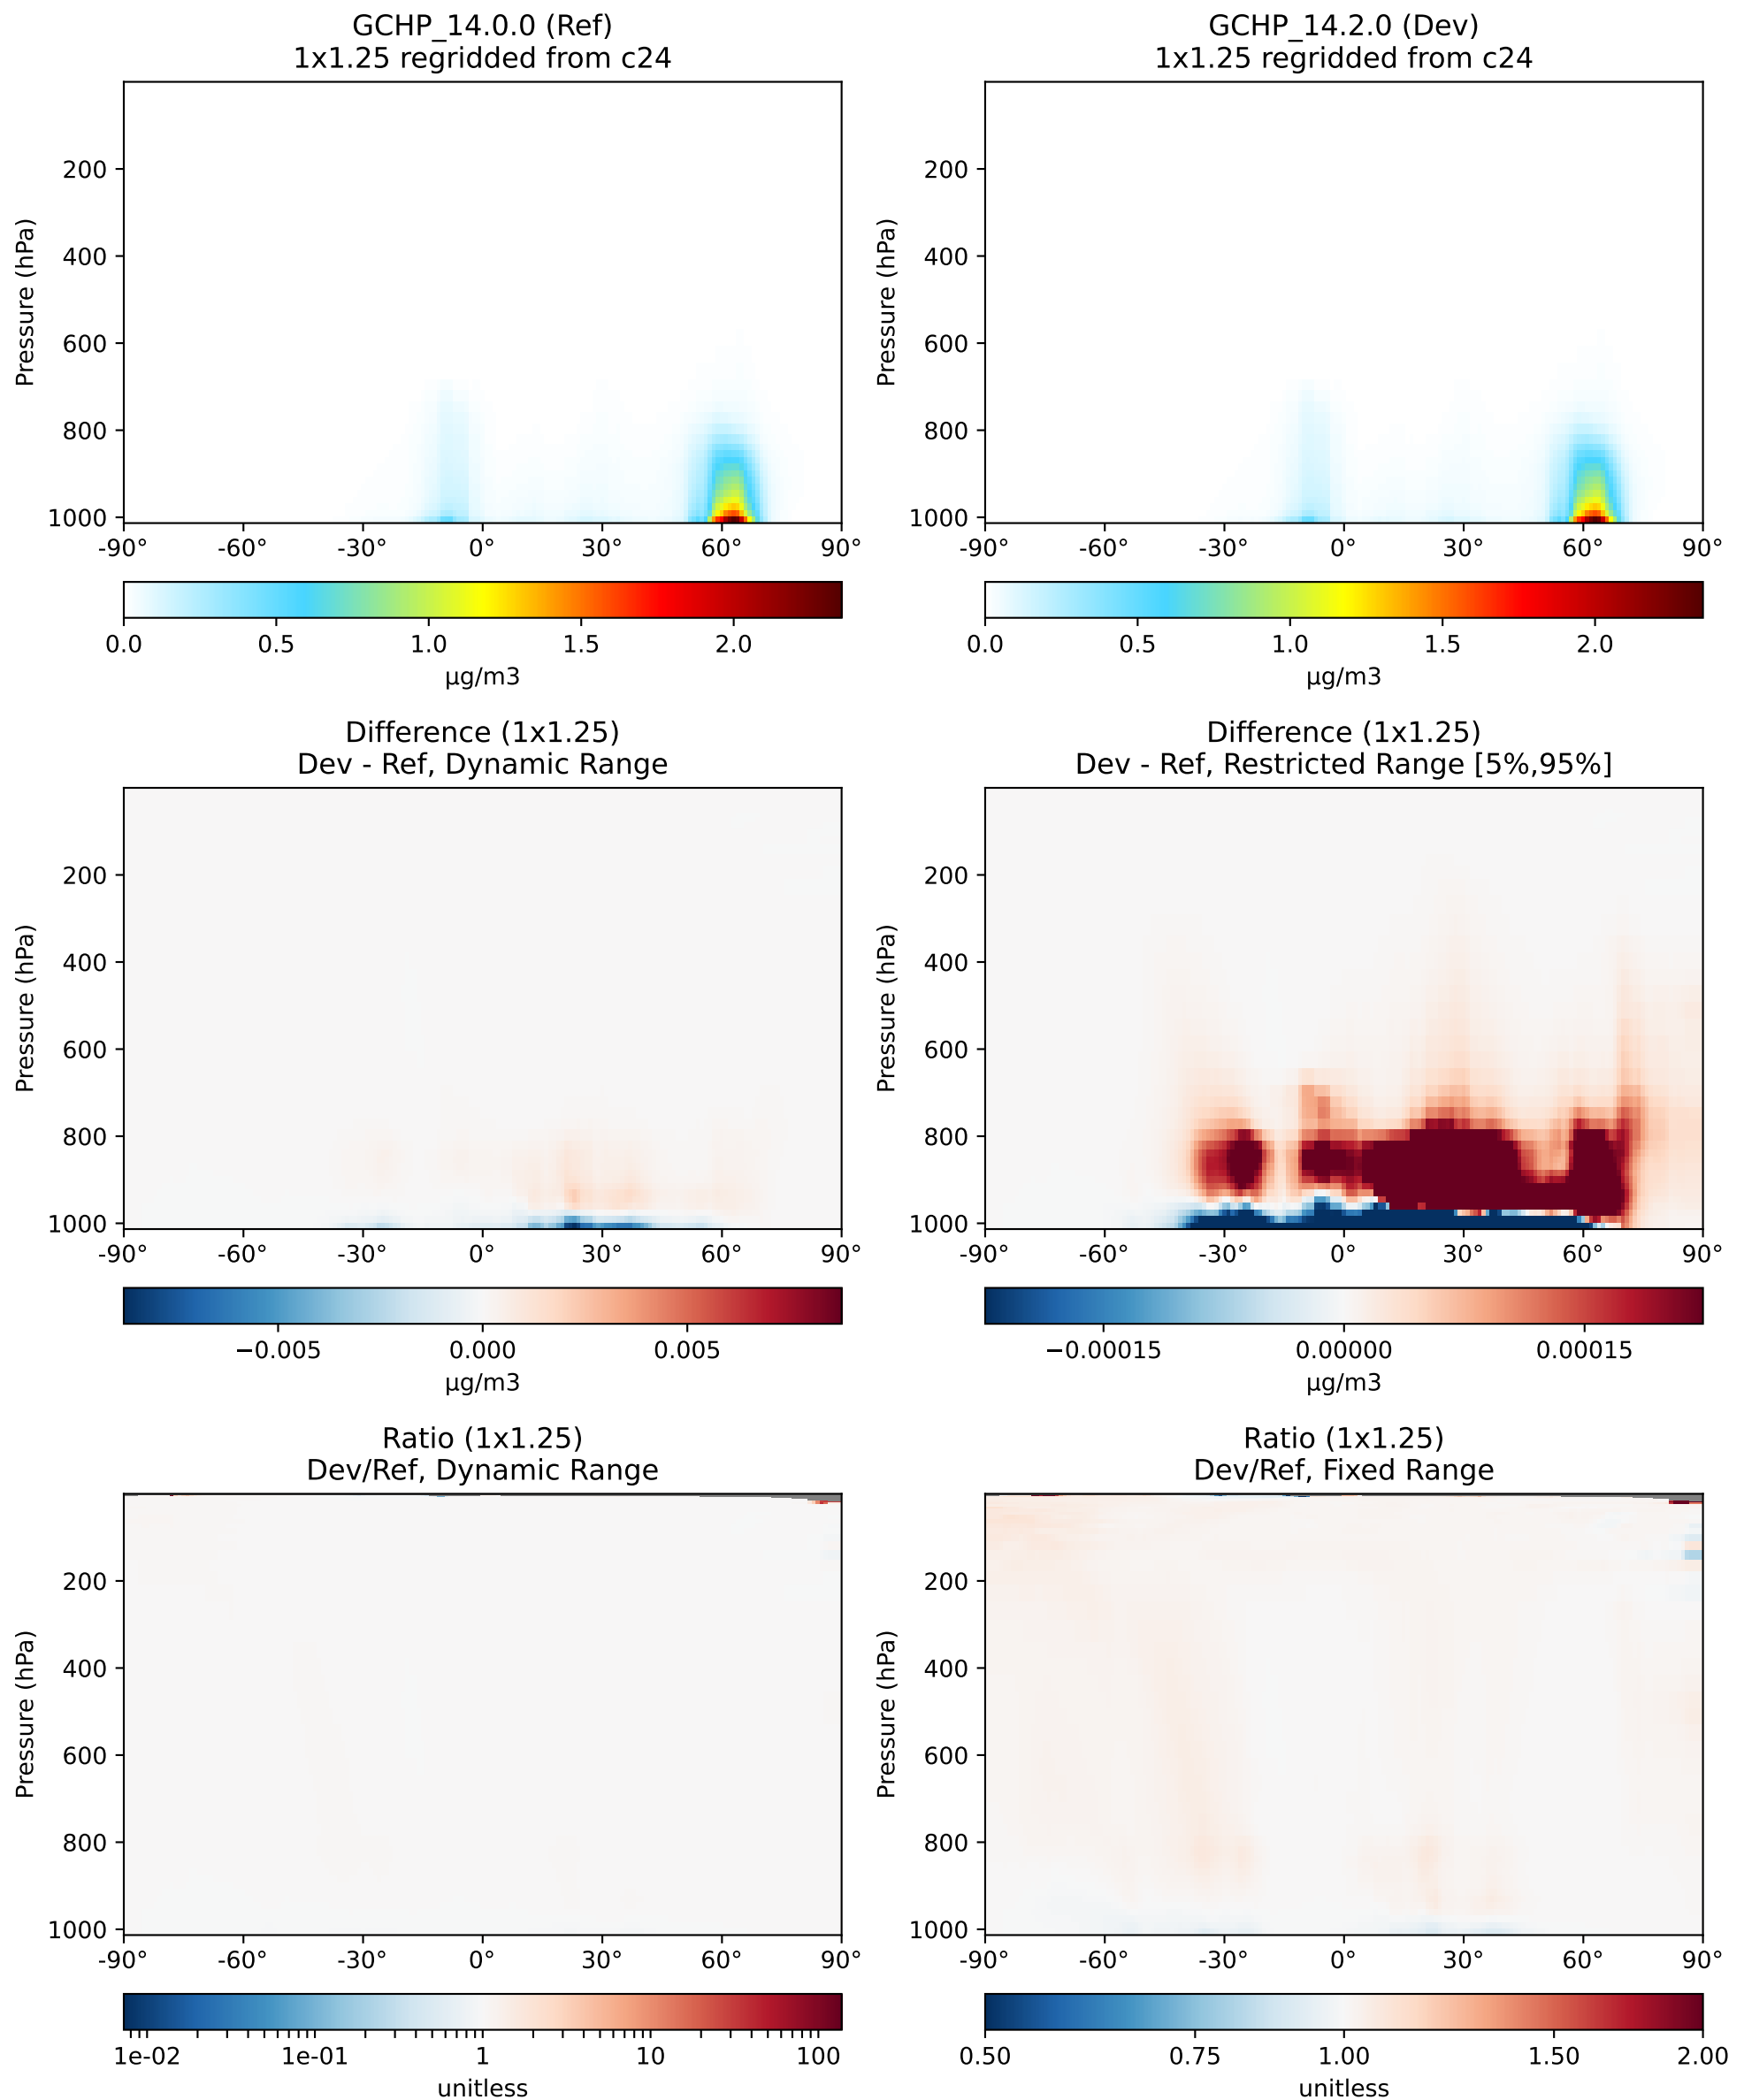 GCHP_14.0.0 (Ref)
1x1.25 regridded from c24
Pressure (hPa)
200
400
600
800
1000
-90° -60° -30° 0° 30° 60° 90°
0.0 0.5 1.0 1.5 2.0
µg/m3
GCHP_14.2.0 (Dev)
1x1.25 regridded from c24
Pressure (hPa)
200
400
600
800
1000
-90° -60° -30° 0° 30° 60° 90°
0.0 0.5 1.0 1.5 2.0
µg/m3
Difference (1x1.25)
Dev - Ref, Dynamic Range
Pressure (hPa)
200
400
600
800
1000
-90° -60° -30° 0° 30° 60° 90°
−0.005 0.000 0.005
µg/m3
Difference (1x1.25)
Dev - Ref, Restricted Range [5%,95%]
Pressure (hPa)
200
400
600
800
1000
-90° -60° -30° 0° 30° 60° 90°
−0.00015 0.00000 0.00015
µg/m3
Ratio (1x1.25)
Dev/Ref, Dynamic Range
Pressure (hPa)
200
400
600
800
1000
-90° -60° -30° 0° 30° 60° 90°
1e-02 1e-01 1 10 100
unitless
Ratio (1x1.25)
Dev/Ref, Fixed Range
Pressure (hPa)
200
400
600
800
1000
-90° -60° -30° 0° 30° 60° 90°
0.50 0.75 1.00 1.50 2.00
unitless